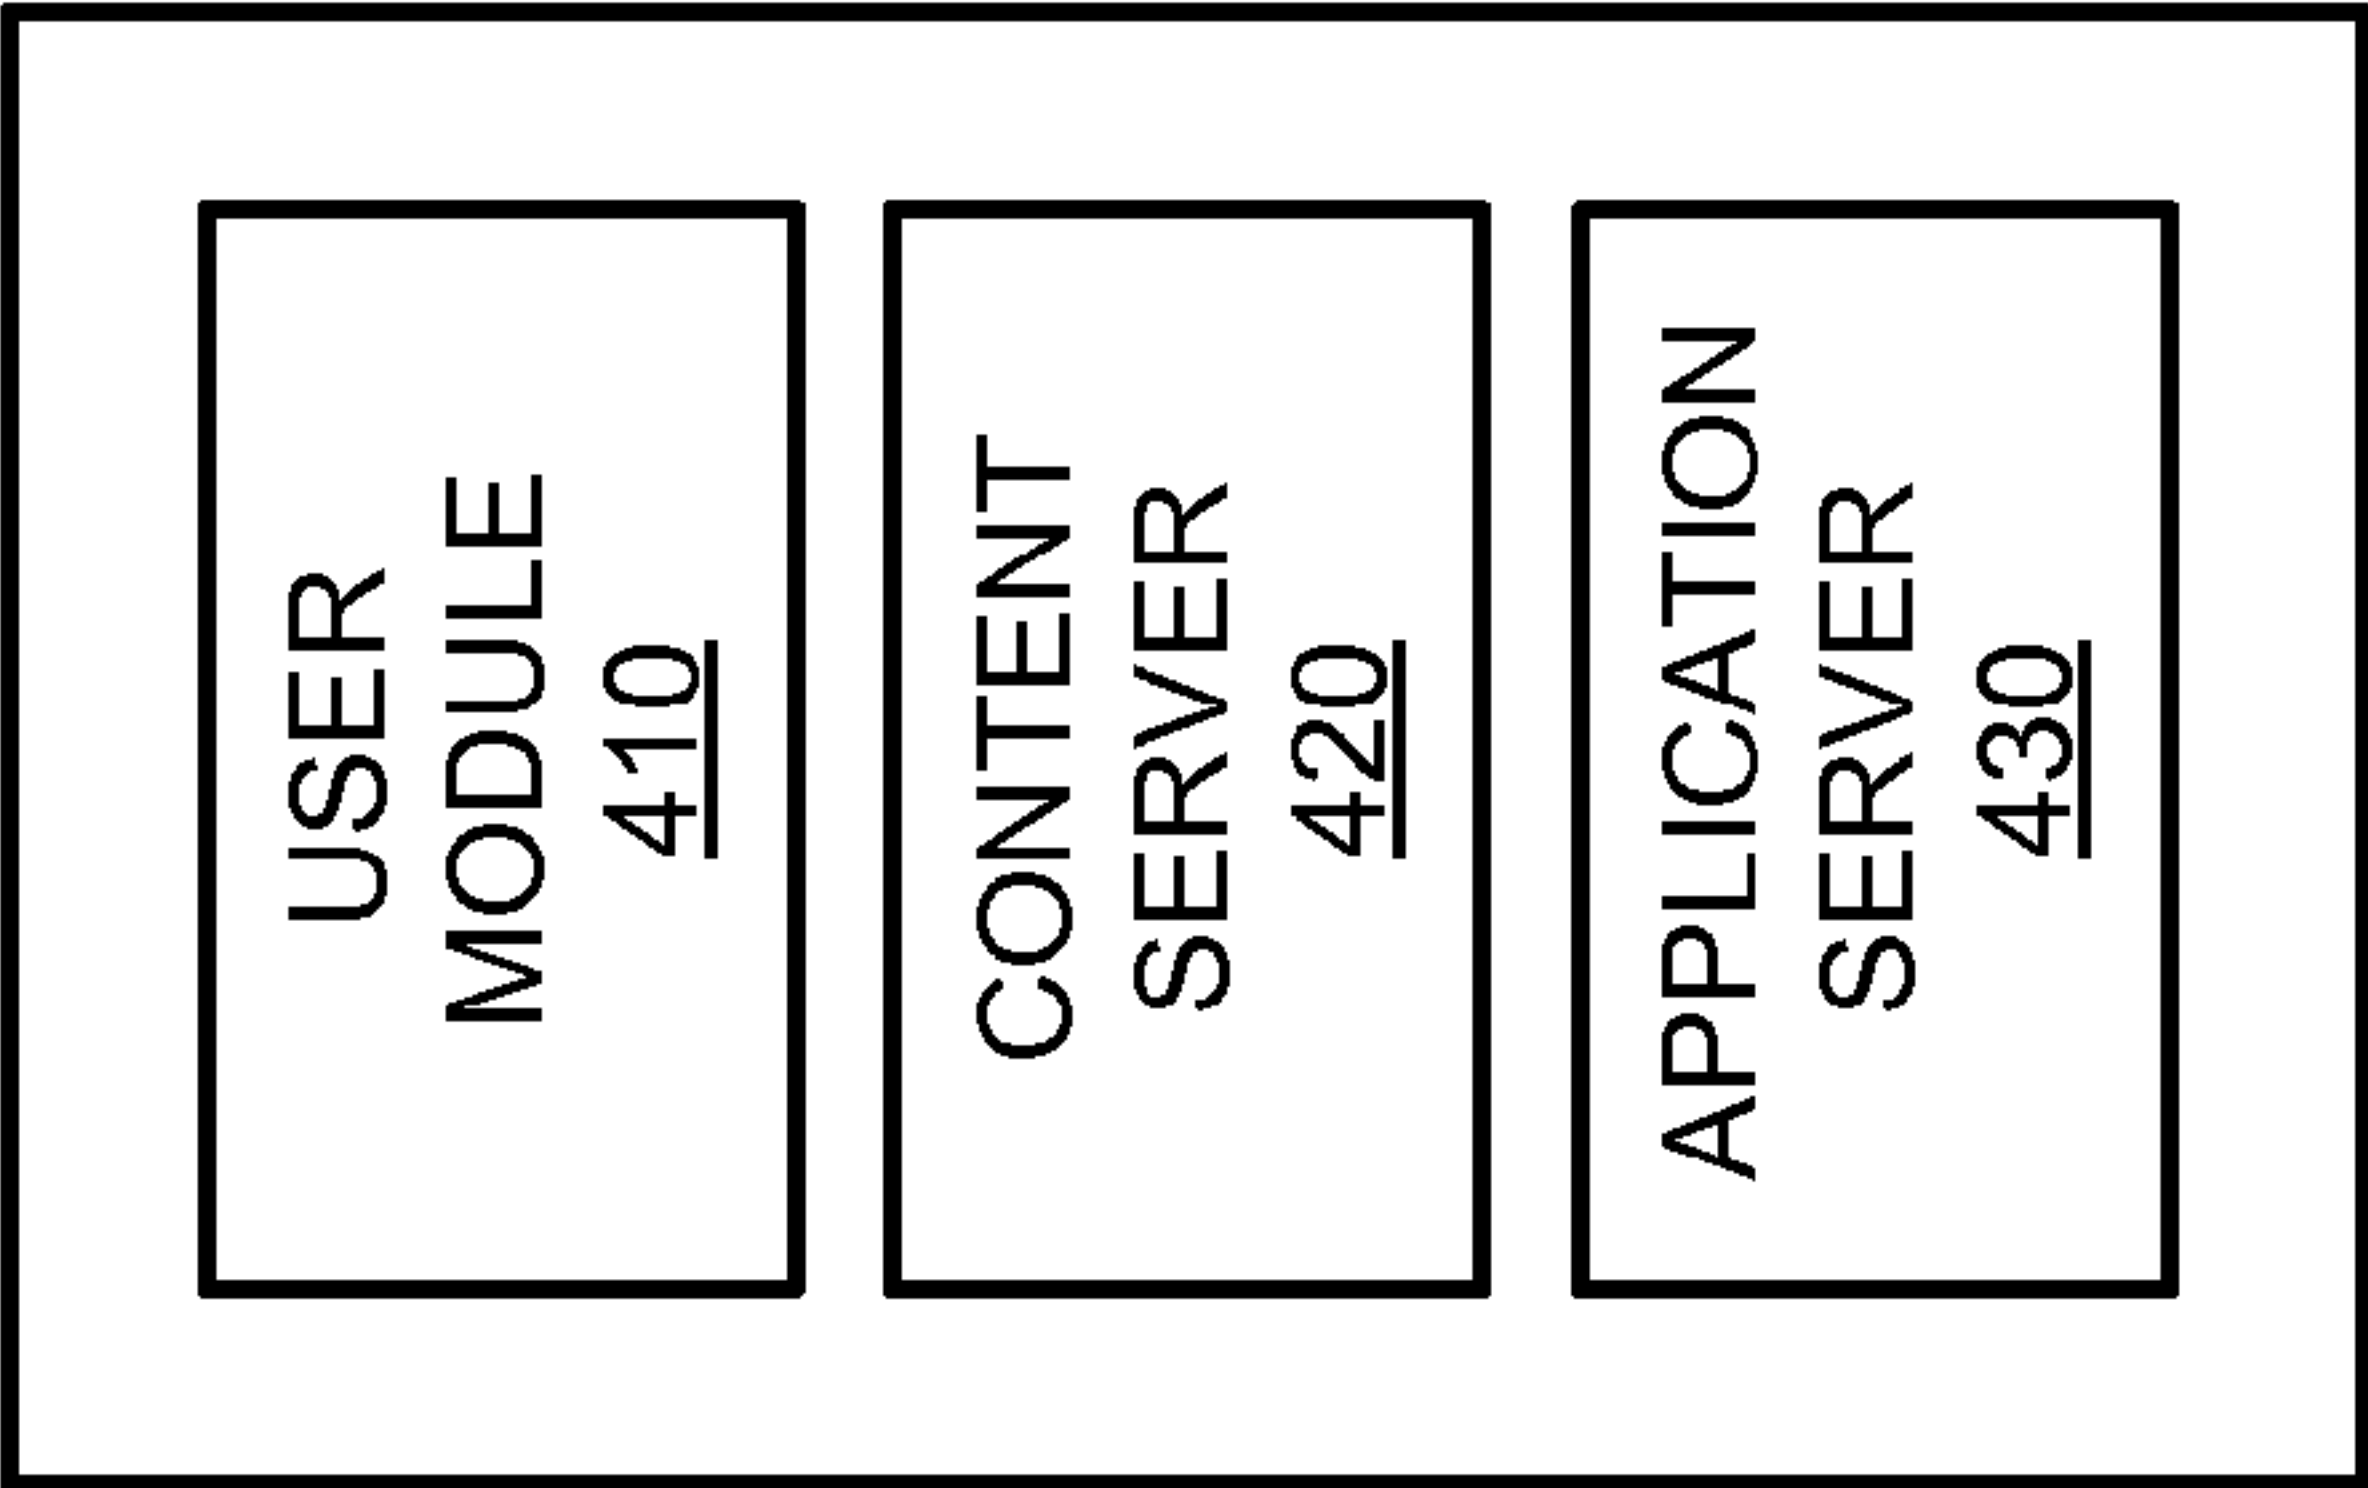 USER
MODULE
410
CONTENT
SERVER
420
APPLICATION
SERVER
430